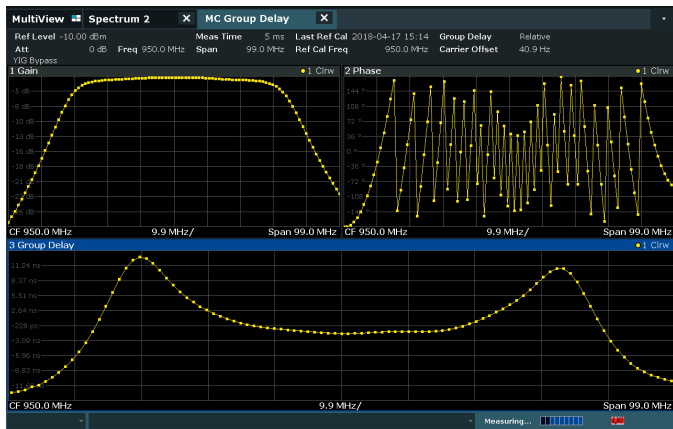 MultiView Spectrum 2 X MC Group Delay X
Ref Level -10.00 dBm Meas Time 5 ms Last Ref Cal 2018-04-17 15:14 Group Delay Relative
Att 0 dB Freq 950.0 MHz Span 99.0 MHz Ref Cal Freq 950.0 MHz Carrier Offset 40.9 Hz
YIG Bypass
1 Gain 1 Clrw
2 Phase 1 Clrw
-5 dB
-8 dB
-10 dB
-13 dB
-16 dB
-18 dB
-21 dB
144 °
108 °
72 °
36 °
0 °
-36 °
-72 °
CF 950.0 MHz 9.9 MHz/ Span 99.0 MHz
CF 950.0 MHz 9.9 MHz/ Span 99.0 MHz
3 Group Delay 1 Clrw
11.24 ns
8.37 ns
5.51 ns
2.64 ns
-228 ps
-3.09 ns
-5.96 ns
-8.83 ns
CF 950.0 MHz 9.9 MHz/ Span 99.0 MHz
Measuring...